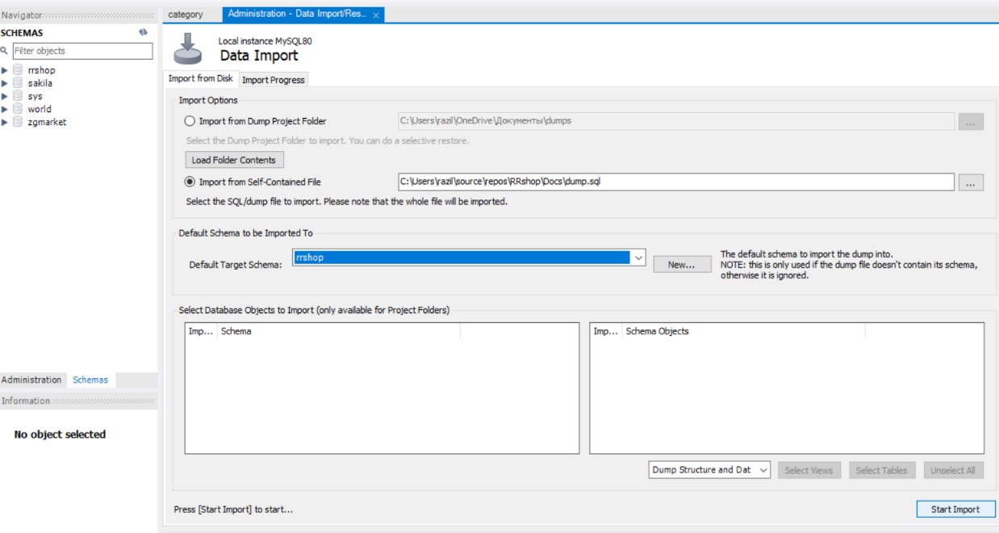 Navigator
SCHEMAS
Filter objects
rrshop
sakila
sys
world
zgmarket
Administration Schemas
Information
No object selected
category Administration - Data Import/Res...
Local instance MySQL80
Data Import
Import from Disk Import Progress
Import Options
Import from Dump Project Folder C:\Users\razil\OneDrive\Документы\dumps ...
Select the Dump Project Folder to import. You can do a selective restore.
Load Folder Contents
Import from Self-Contained File C:\Users\razil\source\repos\RRshop\Docs\dump.sql ...
Select the SQL/dump file to import. Please note that the whole file will be imported.
Default Schema to be Imported To
Default Target Schema: rrshop New...
The default schema to import the dump into.
NOTE: this is only used if the dump file doesn't contain its schema,
otherwise it is ignored.
Select Database Objects to Import (only available for Project Folders)
Imp... Schema Imp... Schema Objects
Dump Structure and Dat Select Views Select Tables Unselect All
Press [Start Import] to start... Start Import